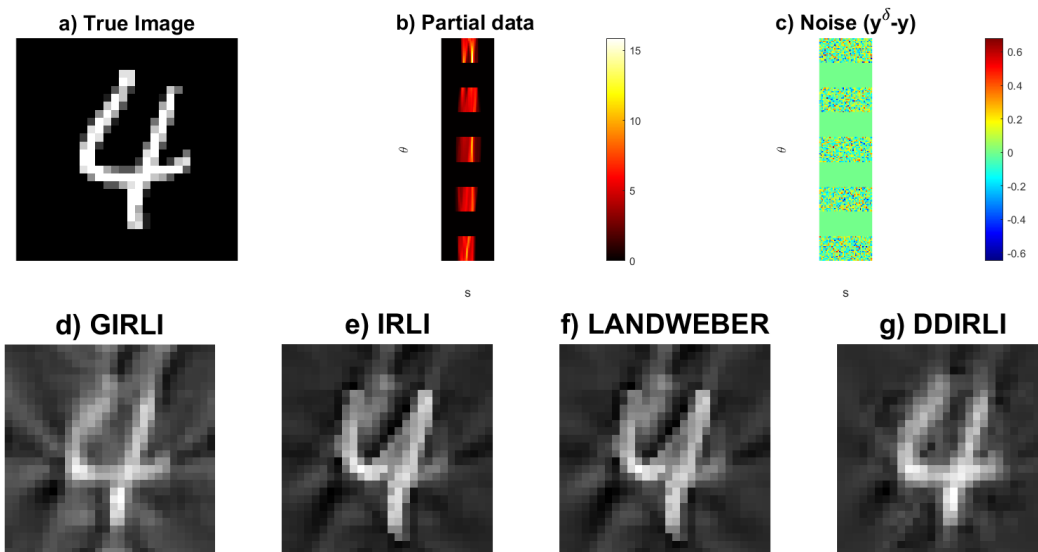 a) True Image
b) Partial data
c) Noise (y^δ-y)
θ
s
15
10
5
0
θ
s
0.6
0.4
0.2
0
-0.2
-0.4
-0.6
d) GIRLI
e) IRLI
f) LANDWEBER
g) DDIRLI